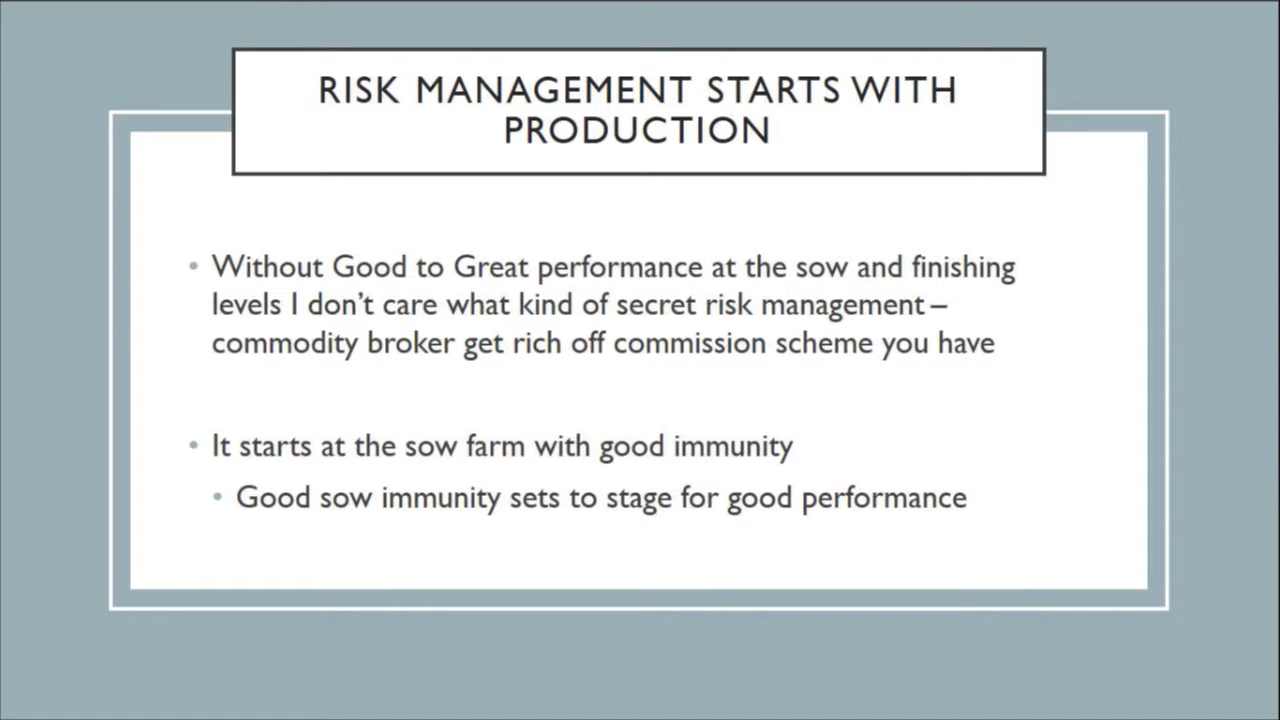 RISK MANAGEMENT STARTS WITH
PRODUCTION
• Without Good to Great performance at the sow and finishing
levels I don't care what kind of secret risk management –
commodity broker get rich off commission scheme you have
• It starts at the sow farm with good immunity
• Good sow immunity sets to stage for good performance